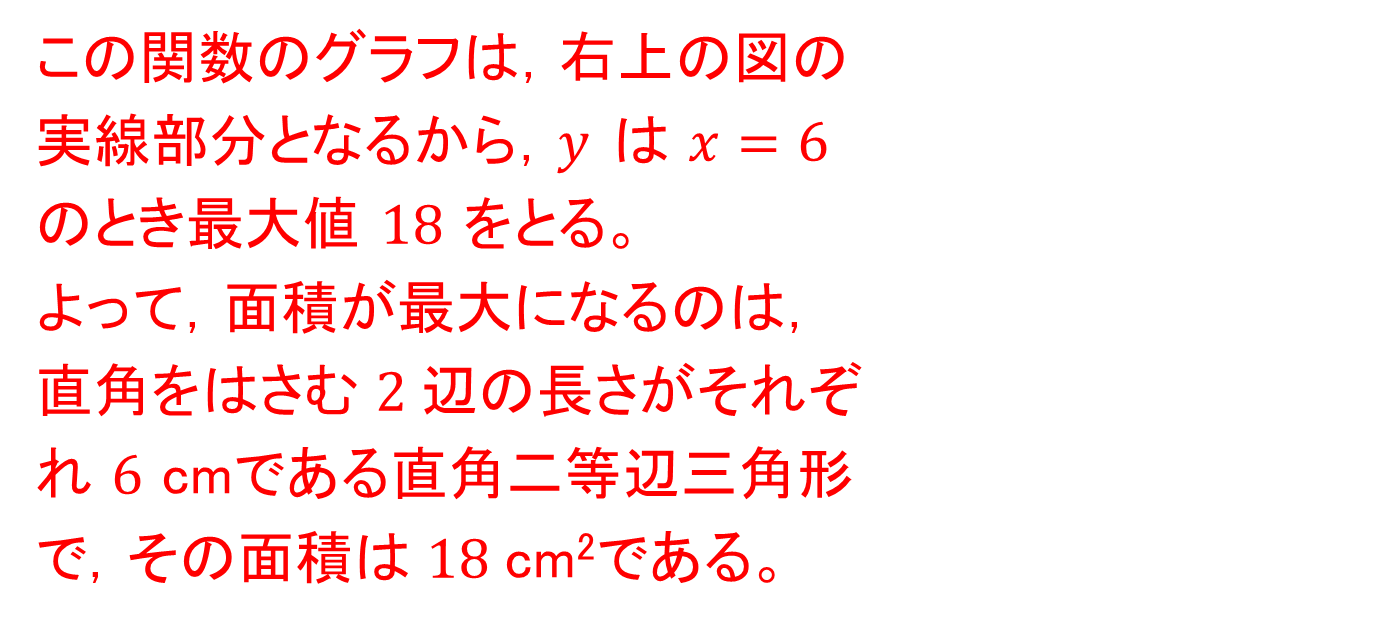 この関数のグラフは，右上の図の
実線部分となるから，y は x = 6
のとき最大値 18 をとる。
よって，面積が最大になるのは，
直角をはさむ 2 辺の長さがそれぞ
れ 6 cmである直角二等辺三角形
で，その面積は 18 cm²である。